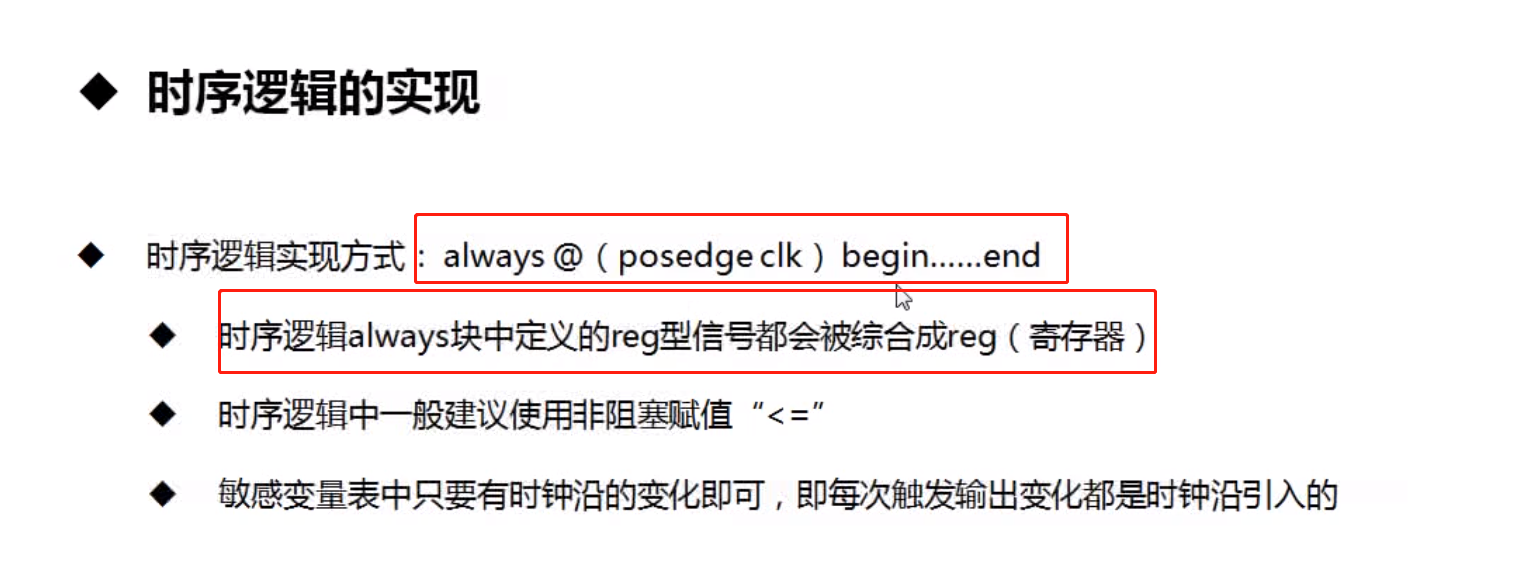 时序逻辑的实现
时序逻辑实现方式：always @（posedge clk）begin……end
时序逻辑always块中定义的reg型信号都会被综合成reg（寄存器）
时序逻辑中一般建议使用非阻塞赋值“<=”
敏感变量表中只要有时钟沿的变化即可，即每次触发输出变化都是时钟沿引入的